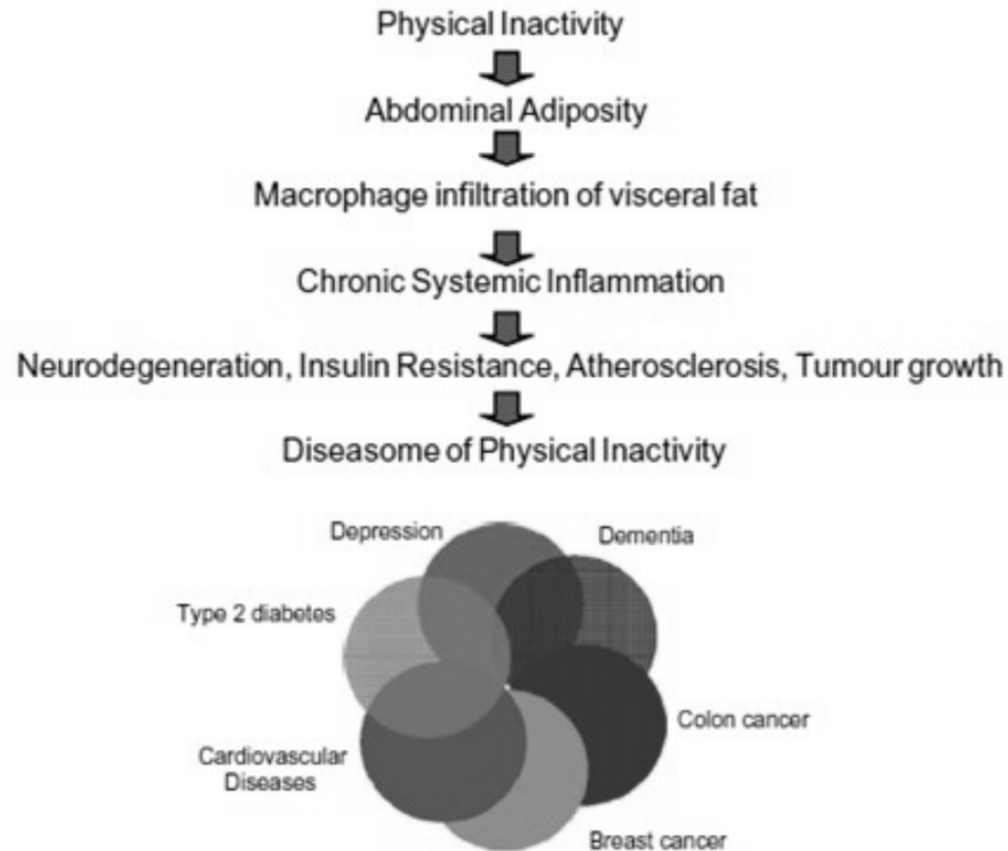 Physical Inactivity
Abdominal Adiposity
Macrophage infiltration of visceral fat
Chronic Systemic Inflammation
Neurodegeneration, Insulin Resistance, Atherosclerosis, Tumour growth
Diseasome of Physical Inactivity
Depression
Dementia
Type 2 diabetes
Colon cancer
Cardiovascular
Diseases
Breast cancer